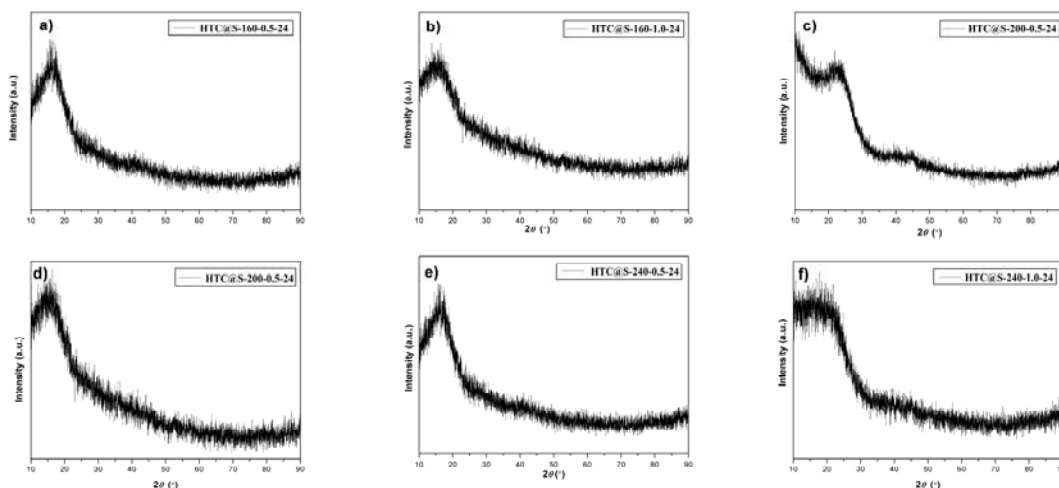 a)
HTC@S-160-0.5-24
Intensity (a.u.)
10 20 30 40 50 60 70 80 90
2θ (°)
b)
HTC@S-160-1.0-24
Intensity (a.u.)
10 20 30 40 50 60 70 80 90
2θ (°)
c)
HTC@S-200-0.5-24
Intensity (a.u.)
10 20 30 40 50 60 70 80
2θ (°)
d)
HTC@S-200-0.5-24
Intensity (a.u.)
10 20 30 40 50 60 70 80 90
2θ (°)
e)
HTC@S-240-0.5-24
Intensity (a.u.)
10 20 30 40 50 60 70 80 90
2θ (°)
f)
HTC@S-240-1.0-24
Intensity (a.u.)
10 20 30 40 50 60 70 80
2θ (°)